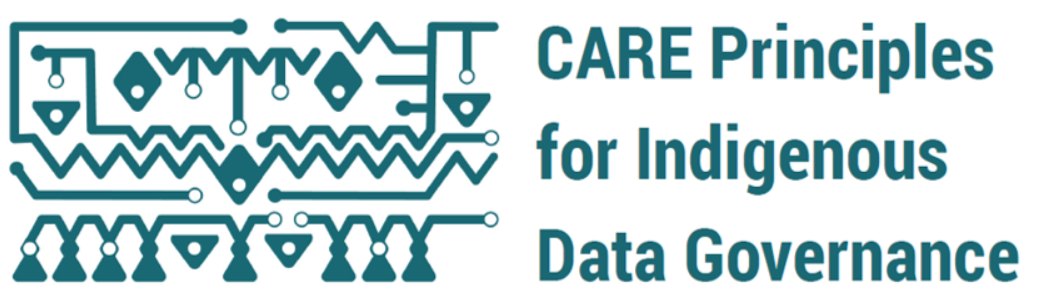 CARE Principles
for Indigenous
Data Governance